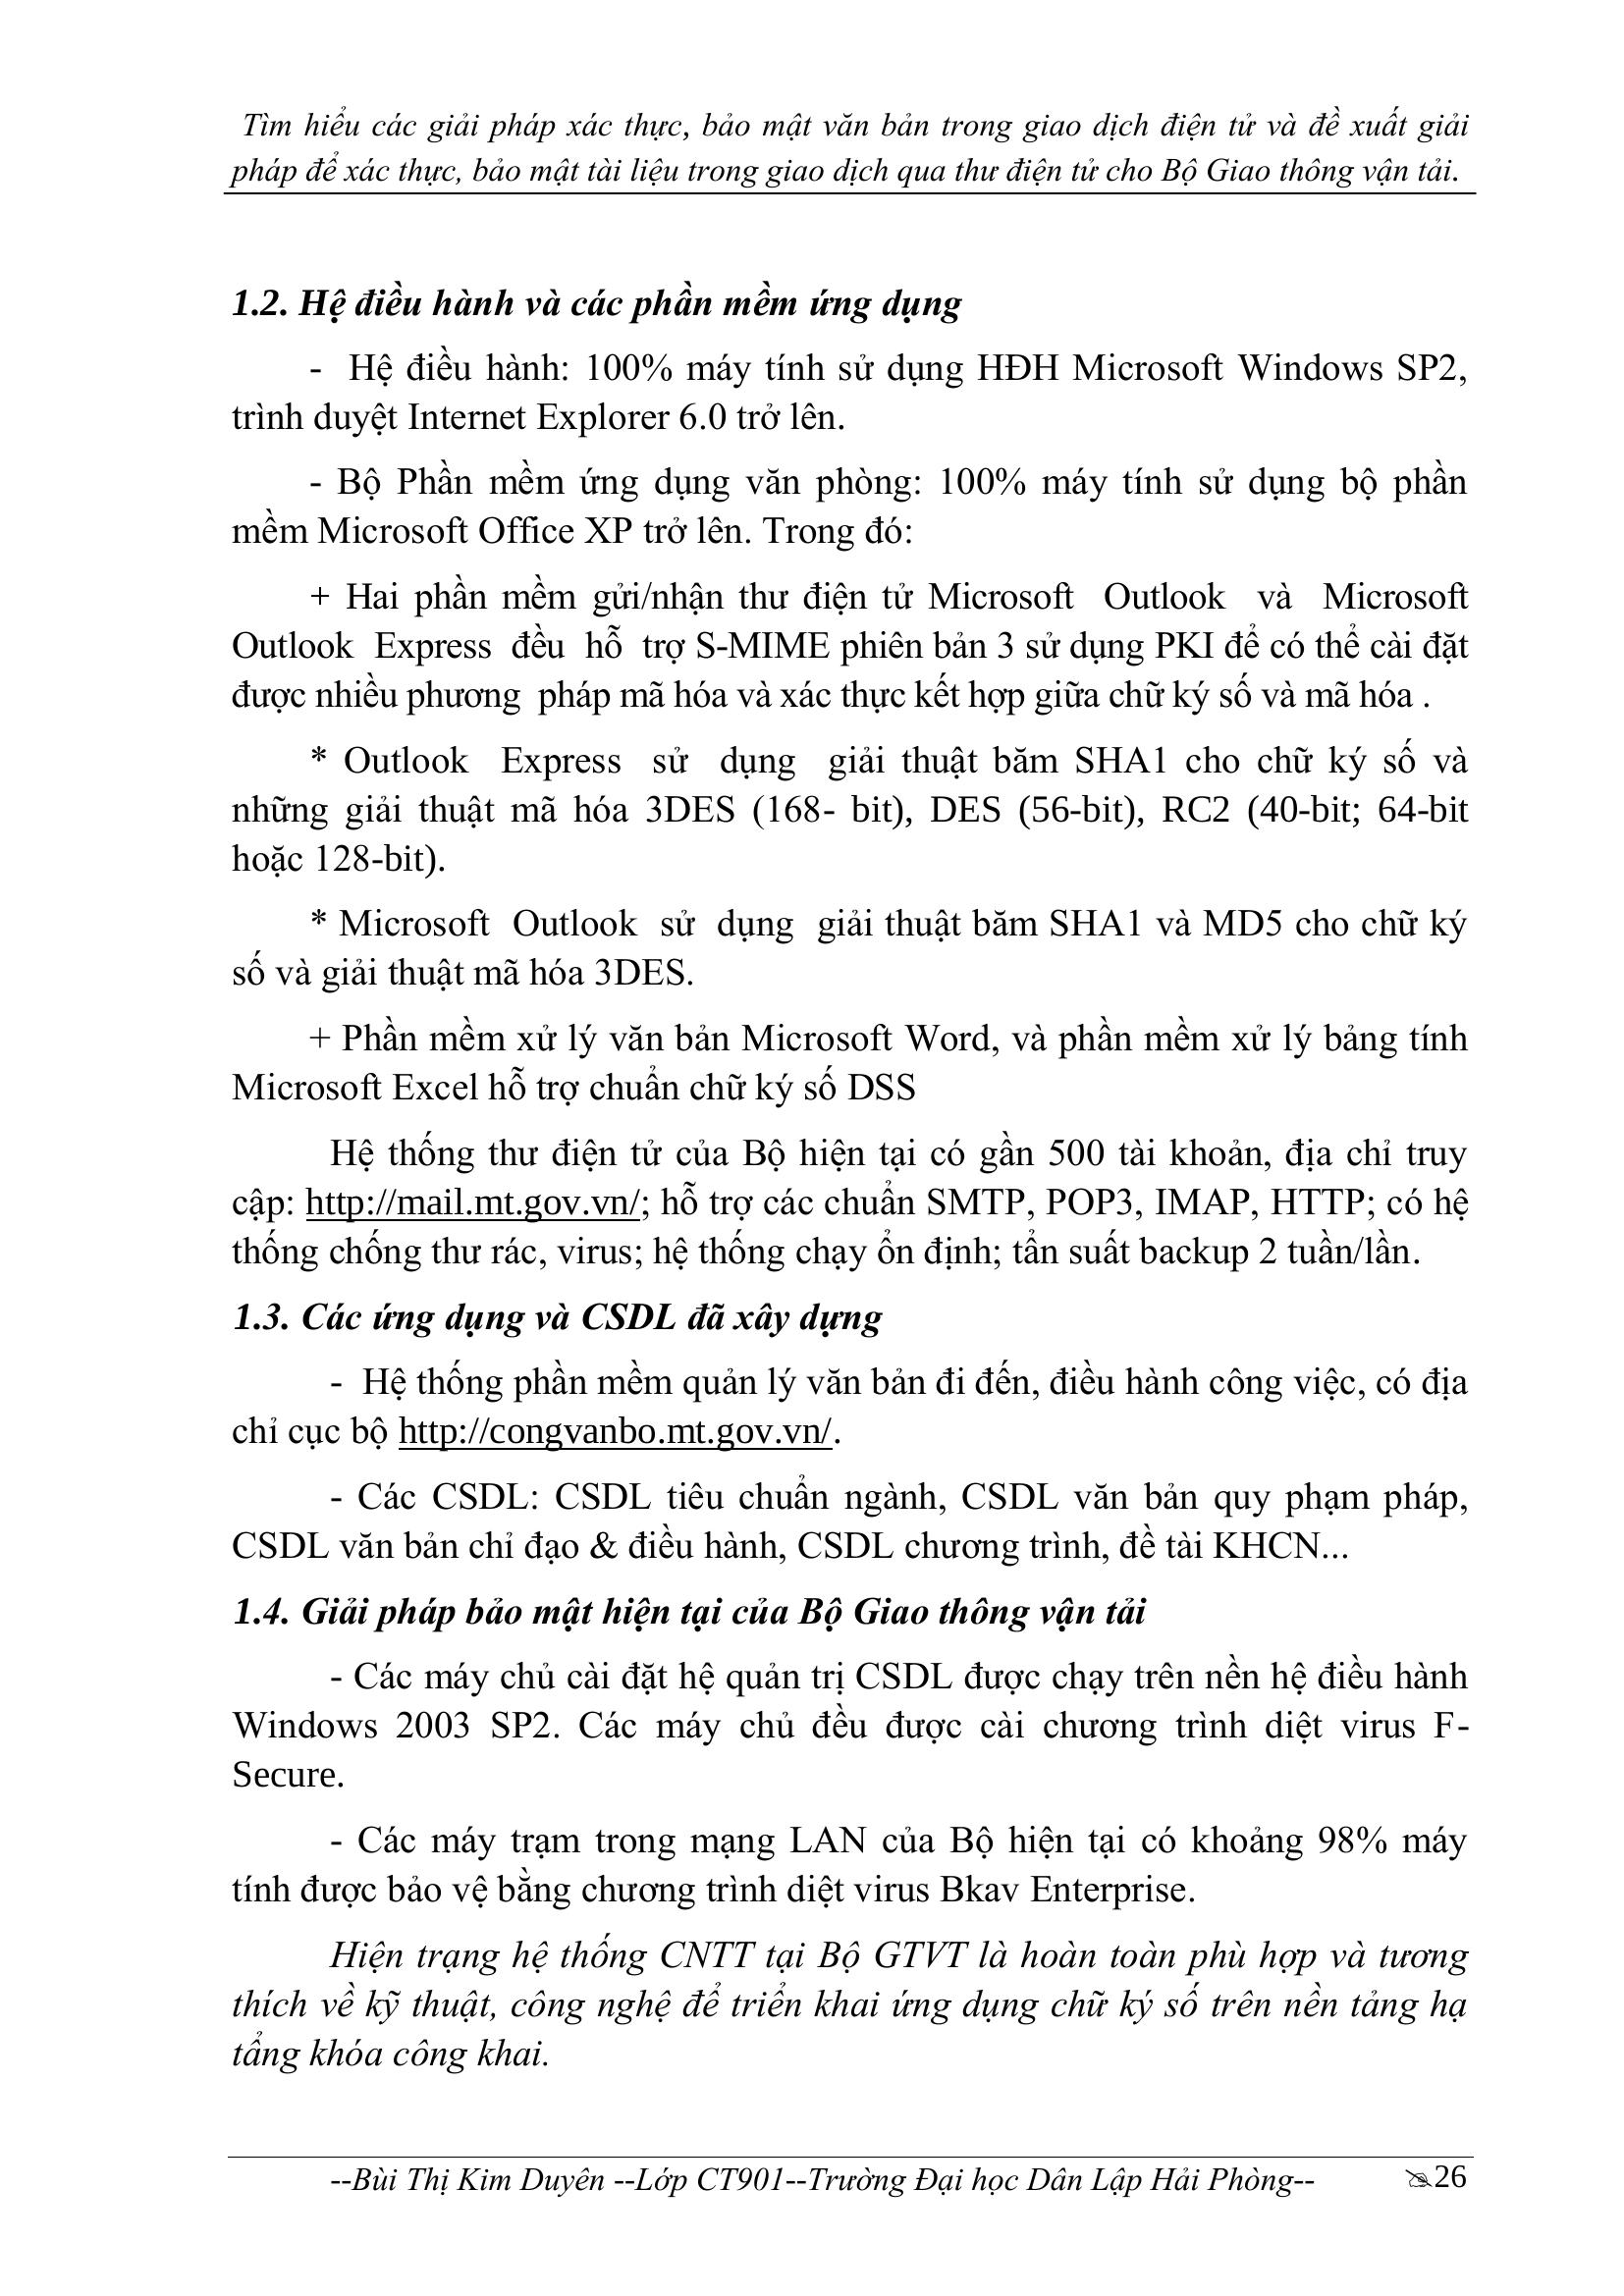 Tìm hiểu các giải pháp xác thực, bảo mật văn bản trong giao dịch điện tử và đề xuất giải
pháp để xác thực, bảo mật tài liệu trong giao dịch qua thư điện tử cho Bộ Giao thông vận tải.
1.2. Hệ điều hành và các phần mềm ứng dụng
- Hệ điều hành: 100% máy tính sử dụng HĐH Microsoft Windows SP2,
trình duyệt Internet Explorer 6.0 trở lên.
- Bộ Phần mềm ứng dụng văn phòng: 100% máy tính sử dụng bộ phần
mềm Microsoft Office XP trở lên. Trong đó:
+ Hai phần mềm gửi/nhận thư điện tử Microsoft Outlook và Microsoft
Outlook Express đều hỗ trợ S-MIME phiên bản 3 sử dụng PKI để có thể cài đặt
được nhiều phương pháp mã hóa và xác thực kết hợp giữa chữ ký số và mã hóa .
* Outlook Express sử dụng giải thuật băm SHA1 cho chữ ký số và
những giải thuật mã hóa 3DES (168- bit), DES (56-bit), RC2 (40-bit; 64-bit
hoặc 128-bit).
* Microsoft Outlook sử dụng giải thuật băm SHA1 và MD5 cho chữ ký
số và giải thuật mã hóa 3DES.
+ Phần mềm xử lý văn bản Microsoft Word, và phần mềm xử lý bảng tính
Microsoft Excel hỗ trợ chuẩn chữ ký số DSS
Hệ thống thư điện tử của Bộ hiện tại có gần 500 tài khoản, địa chỉ truy
cập: http://mail.mt.gov.vn/; hỗ trợ các chuẩn SMTP, POP3, IMAP, HTTP; có hệ
thống chống thư rác, virus; hệ thống chạy ổn định; tẩn suất backup 2 tuần/lần.
1.3. Các ứng dụng và CSDL đã xây dựng
- Hệ thống phần mềm quản lý văn bản đi đến, điều hành công việc, có địa
chỉ cục bộ http://congvanbo.mt.gov.vn/.
- Các CSDL: CSDL tiêu chuẩn ngành, CSDL văn bản quy phạm pháp,
CSDL văn bản chỉ đạo & điều hành, CSDL chương trình, đề tài KHCN...
1.4. Giải pháp bảo mật hiện tại của Bộ Giao thông vận tải
- Các máy chủ cài đặt hệ quản trị CSDL được chạy trên nền hệ điều hành
Windows 2003 SP2. Các máy chủ đều được cài chương trình diệt virus F-
Secure.
- Các máy trạm trong mạng LAN của Bộ hiện tại có khoảng 98% máy
tính được bảo vệ bằng chương trình diệt virus Bkav Enterprise.
Hiện trạng hệ thống CNTT tại Bộ GTVT là hoàn toàn phù hợp và tương
thích về kỹ thuật, công nghệ để triển khai ứng dụng chữ ký số trên nền tảng hạ
tẩng khóa công khai.
--Bùi Thị Kim Duyên --Lớp CT901--Trường Đại học Dân Lập Hải Phòng-- 26